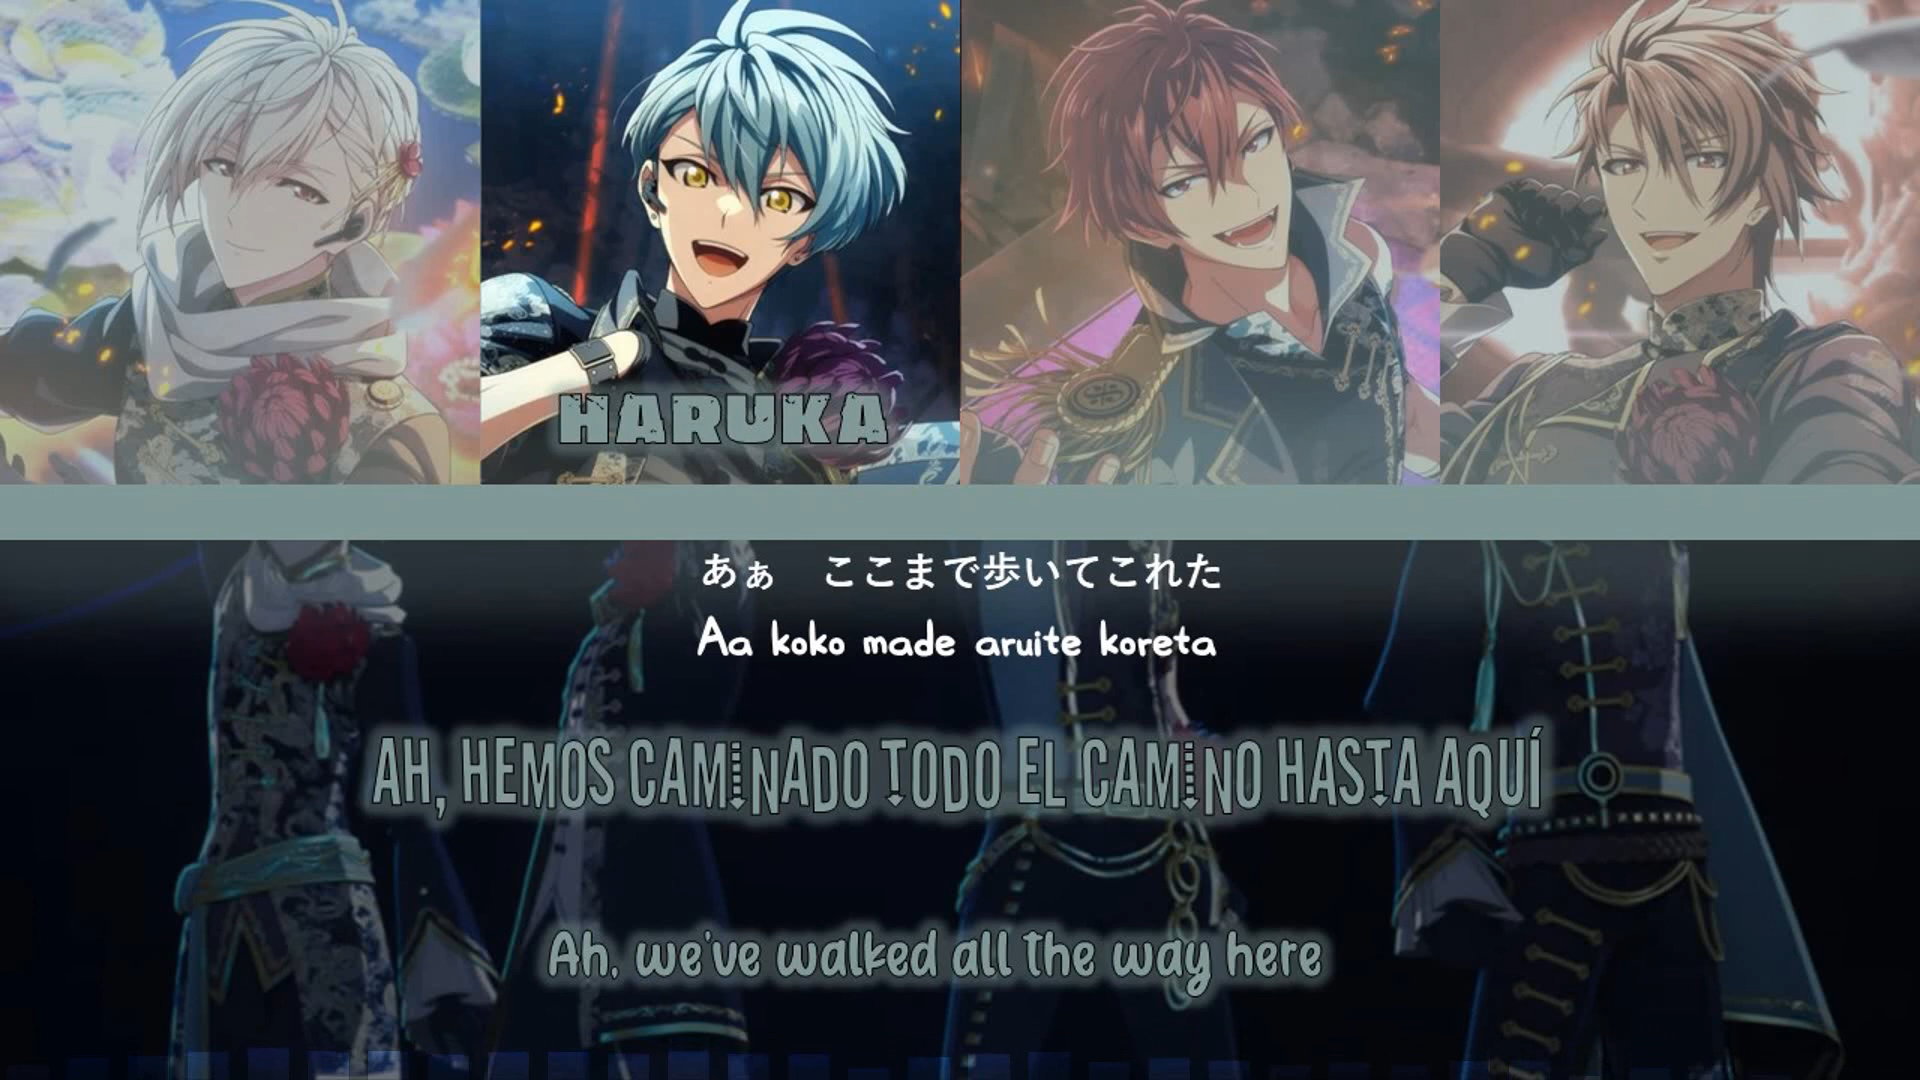 HARUKA
あぁ　ここまで歩いてこれた
Aa koko made aruite koreta
AH, HEMOS CAMINADO TODO EL CAMINO HASTA AQUÍ
Ah, we've walked all the way here